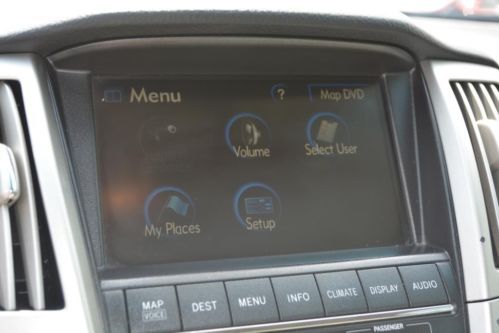 Menu
?
Map DVD
Volume
Select User
My Places
Setup
MAP
VOICE
DEST
MENU
INFO
CLIMATE
DISPLAY
AUDIO
PASSENGER